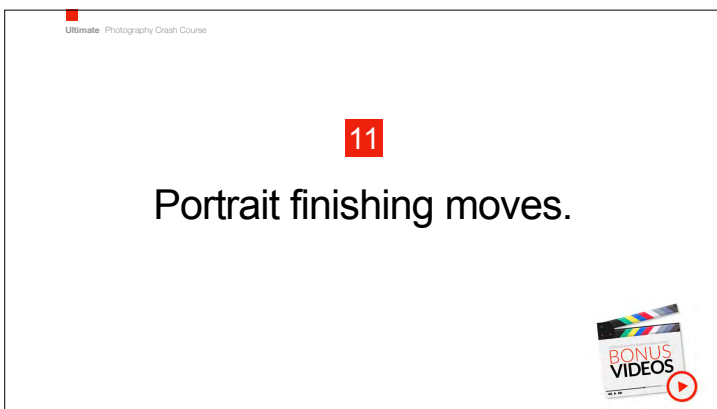 Ultimate Photography Crash Course
11
Portrait finishing moves.
BONUS
VIDEOS